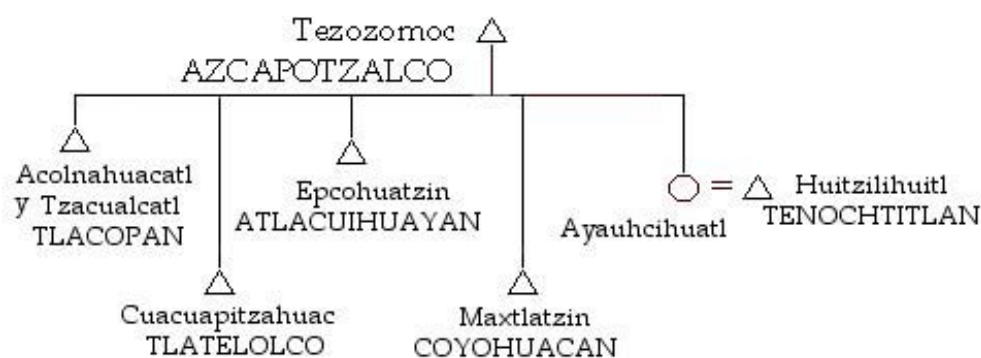 Tezozomoc
AZCAPOTZALCO
Acolnahuacatl
y Tzacualcatl
TLACOPAN
Cuacuapitzahuac
TLATELOLCO
Epcohuatzin
ATLACUIHUAYAN
Maxtlatzin
COYOHUACAN
Ayauhcihuatl
=
Huitzilihuitl
TENOCHTITLAN